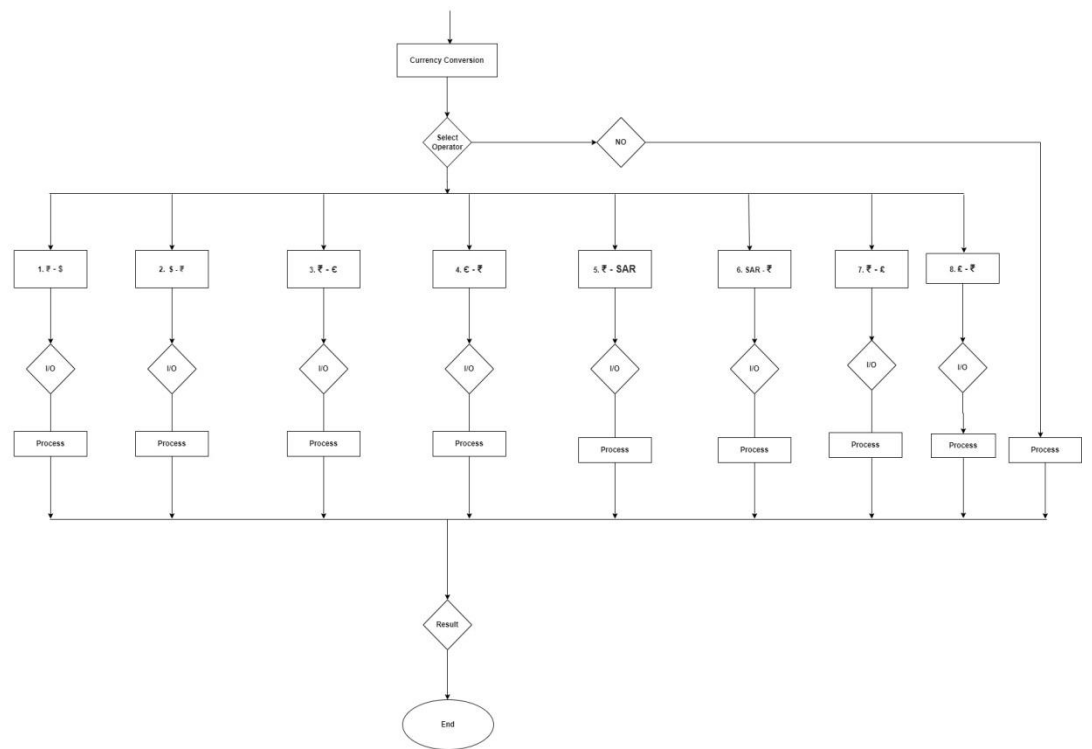 Currency Conversion
Select
Operator
NO
1. ₹ - $
2. $ - ₹
3. ₹ - €
4. € - ₹
5. ₹ - SAR
6. SAR - ₹
7. ₹ - £
8. £ - ₹
I/O
I/O
I/O
I/O
I/O
I/O
I/O
I/O
Process
Process
Process
Process
Process
Process
Process
Process
Process
Result
End